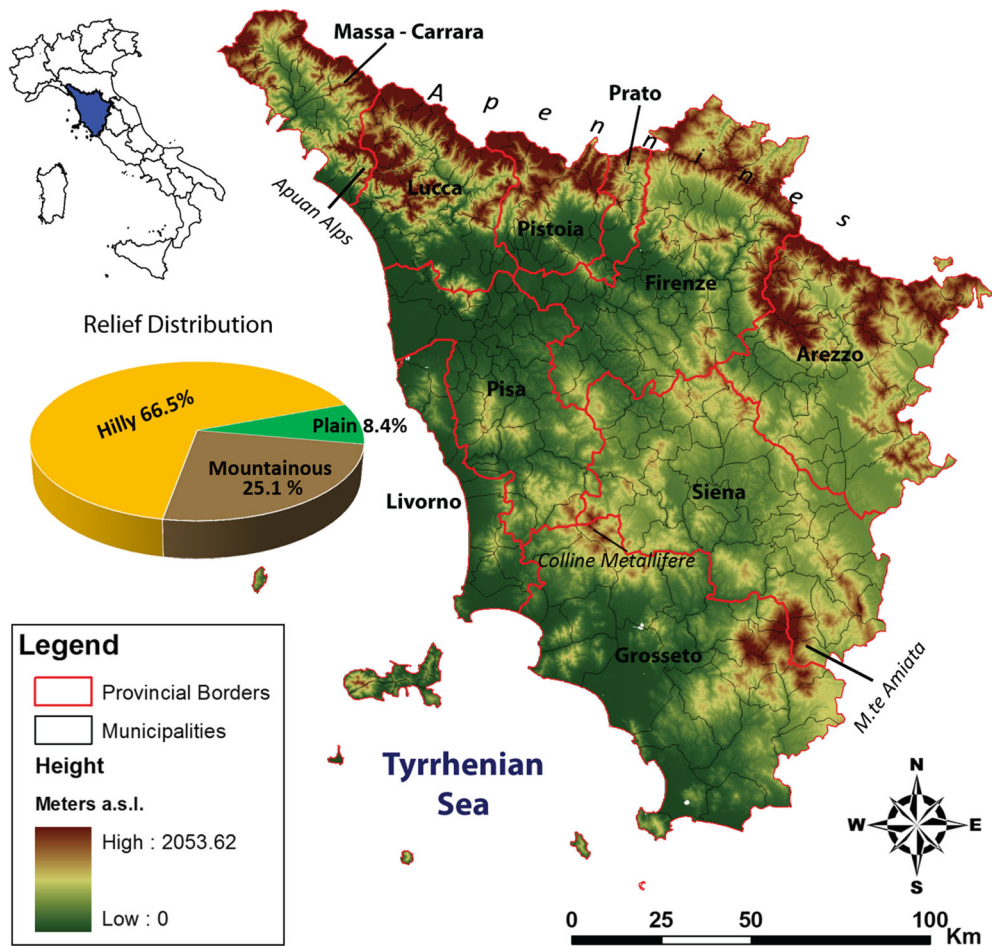 Massa - Carrara
A p e n n i n e s
Prato
Apuan Alps
Lucca
Pistoia
Firenze
Arezzo
Relief Distribution
Hilly 66.5%
Plain 8.4%
Mountainous
25.1 %
Pisa
Livorno
Siena
Colline Metallifere
Grosseto
M.te Amiata
Tyrrhenian
Sea
Legend
Provincial Borders
Municipalities
Height
Meters a.s.l.
High : 2053.62
Low : 0
N
W
E
S
0 25 50 100
Km